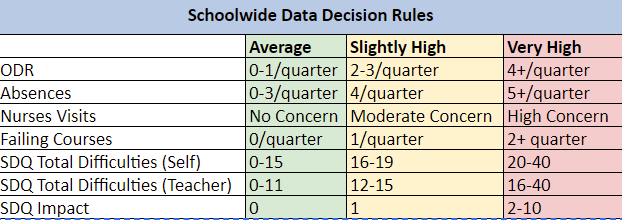 Schoolwide Data Decision Rules
Average Slightly High Very High
ODR 0-1/quarter 2-3/quarter 4+/quarter
Absences 0-3/quarter 4/quarter 5+/quarter
Nurses Visits No Concern Moderate Concern High Concern
Failing Courses 0/quarter 1/quarter 2+ quarter
SDQ Total Difficulties (Self) 0-15 16-19 20-40
SDQ Total Difficulties (Teacher) 0-11 12-15 16-40
SDQ Impact 0 1 2-10